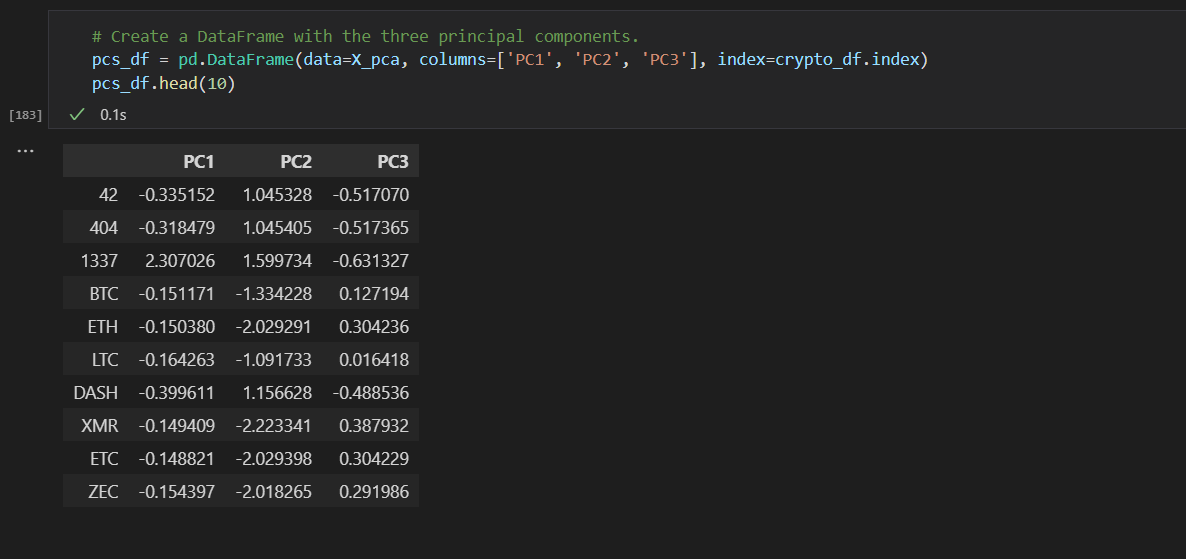 # Create a DataFrame with the three principal components.
pcs_df = pd.DataFrame(data=X_pca, columns=['PC1', 'PC2', 'PC3'], index=crypto_df.index)
pcs_df.head(10)
[183] ✓ 0.1s
...
PC1 PC2 PC3
42 -0.335152 1.045328 -0.517070
404 -0.318479 1.045405 -0.517365
1337 2.307026 1.599734 -0.631327
BTC -0.151171 -1.334228 0.127194
ETH -0.150380 -2.029291 0.304236
LTC -0.164263 -1.091733 0.016418
DASH -0.399611 1.156628 -0.488536
XMR -0.149409 -2.223341 0.387932
ETC -0.148821 -2.029398 0.304229
ZEC -0.154397 -2.018265 0.291986